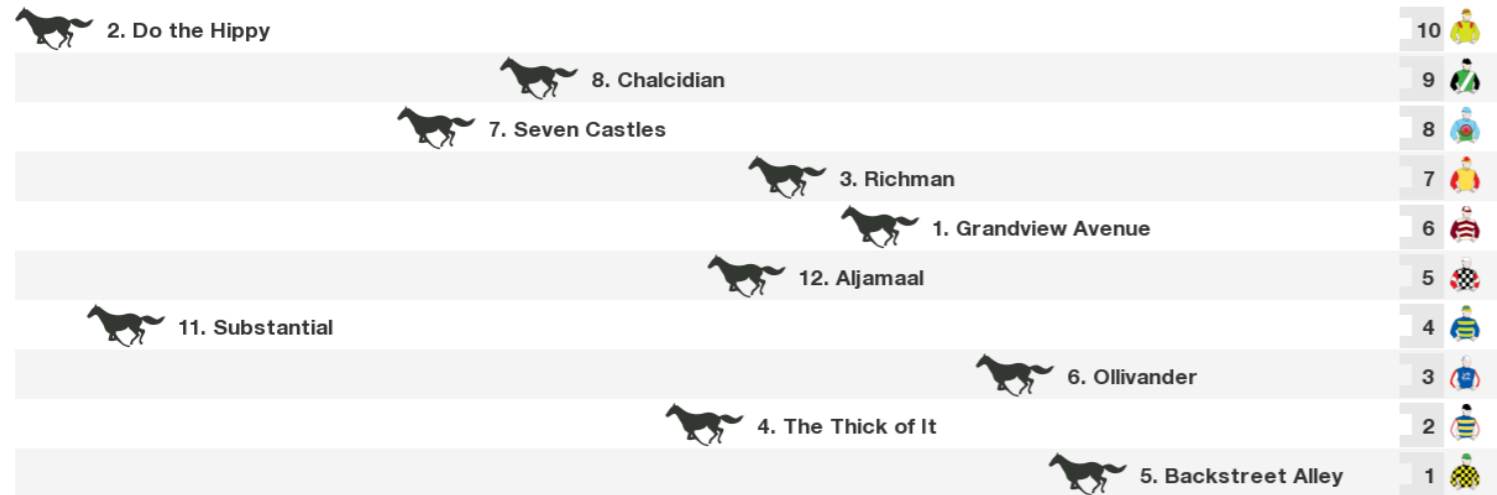 2. Do the Hippy 10
8. Chalcidian 9
7. Seven Castles 8
3. Richman 7
1. Grandview Avenue 6
12. Aljamaal 5
11. Substantial 4
6. Ollivander 3
4. The Thick of It 2
5. Backstreet Alley 1